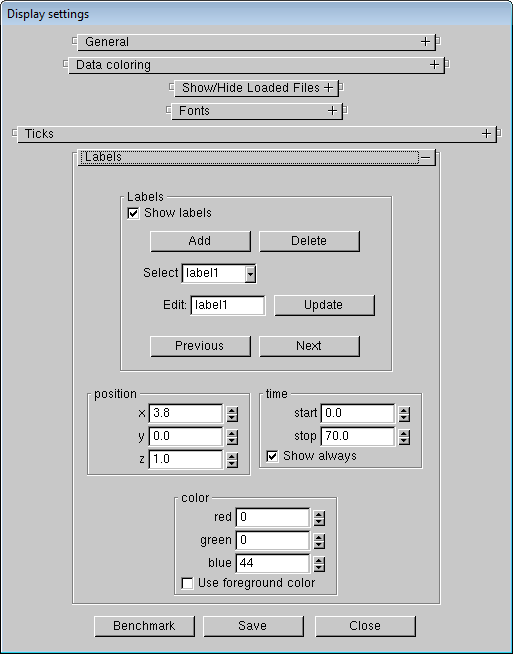 Display settings
General +
Data coloring +
Show/Hide Loaded Files +
Fonts +
Ticks +
Labels −
Labels
Show labels
Add Delete
Select label1
Edit: label1 Update
Previous Next
position time
x 3.8 start 0.0
y 0.0 stop 70.0
z 1.0 Show always
color
red 0
green 0
blue 44
Use foreground color
Benchmark Save Close